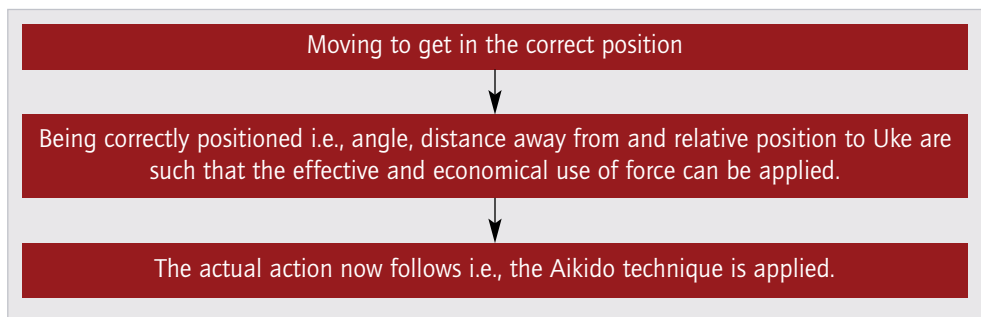 Moving to get in the correct position
Being correctly positioned i.e., angle, distance away from and relative position to Uke are
such that the effective and economical use of force can be applied.
The actual action now follows i.e., the Aikido technique is applied.